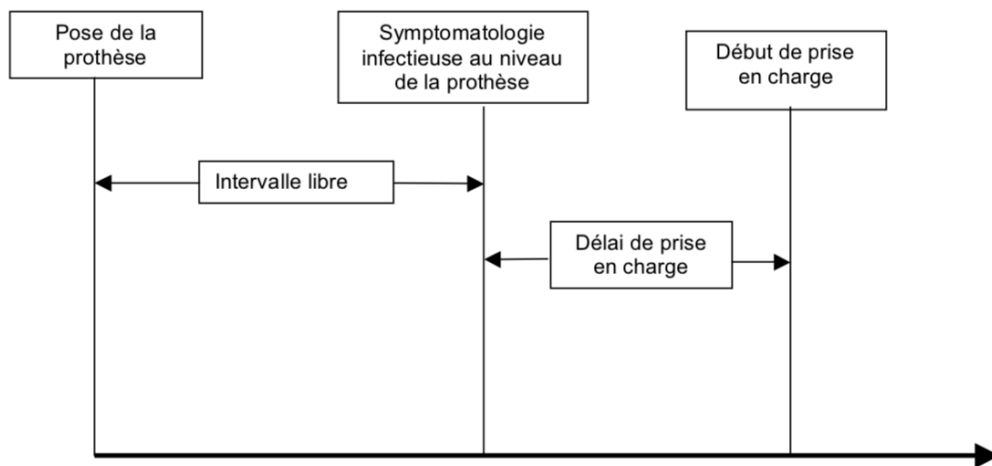 Pose de la
prothèse
Symptomatologie
infectieuse au niveau
de la prothèse
Début de prise
en charge
Intervalle libre
Délai de prise
en charge